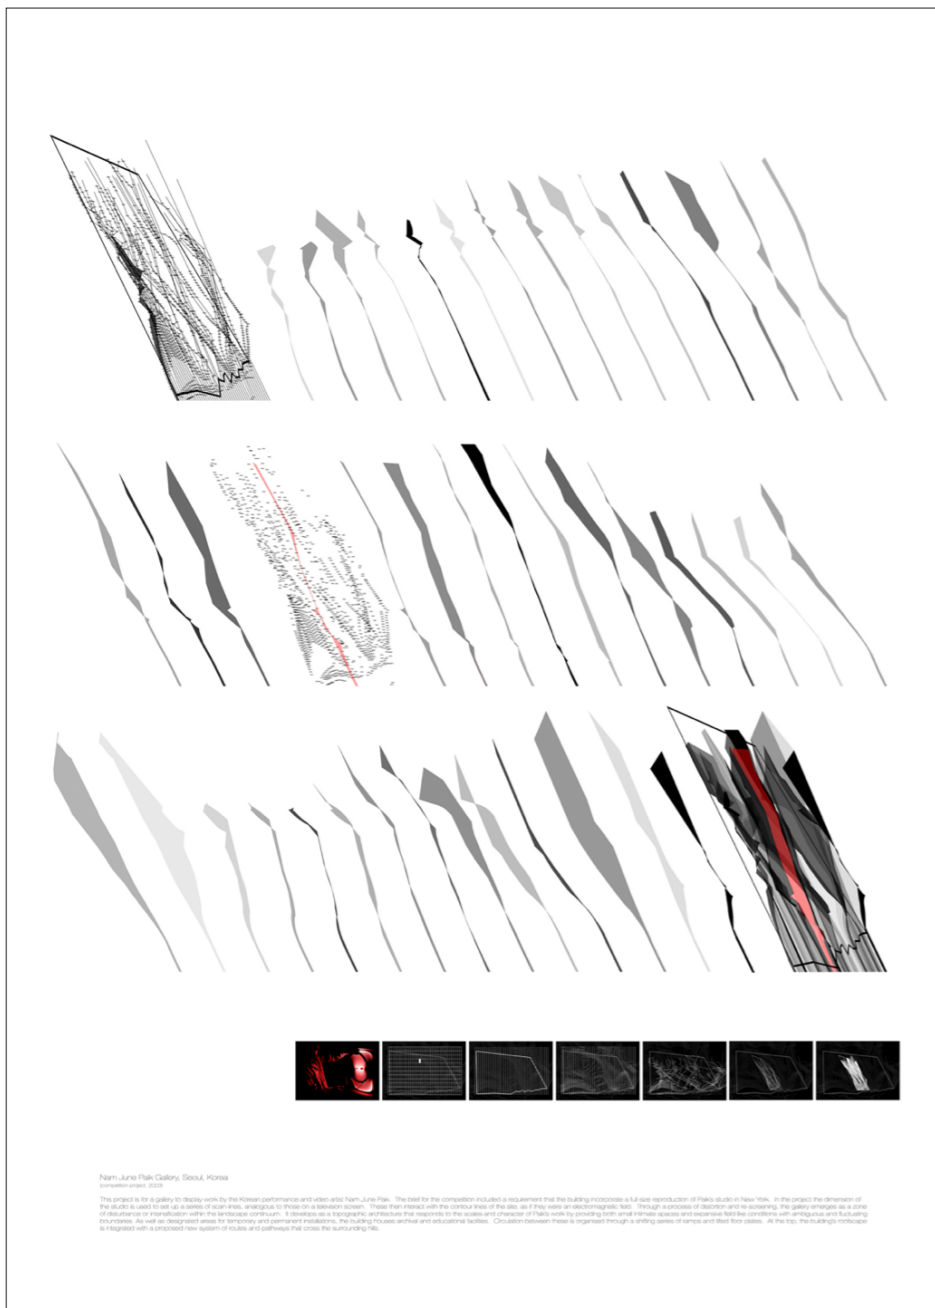 Nam June Paik Gallery, Seoul, Korea
(competition project, 2003)
This project is for a gallery to display work by the Korean performance and video artist Nam June Paik. The brief for the competition included a requirement that the building incorporate a full size reproduction of Paik's studio in New York. In the project the dimension of
the studio is used to set up a series of scan lines, analogous to those on a television screen. These then interact with the contour lines of the site, as if they were an electromagnetic field. Through a process of distortion and re-screening, the gallery emerges as a zone
of disturbance or intensification within the landscape continuum. It develops as a topographic architecture that responds to the scales and character of Paik's work by providing both small intimate spaces and expansive field-like conditions with ambiguous and fluctuating
boundaries. As well as designated areas for temporary and permanent installations, the building houses archival and educational facilities. Circulation between these is organised through a shifting series of ramps and tilted floor plates. At the top, the building's roofscape
is integrated with a proposed new system of routes and pathways that cross the surrounding hills.